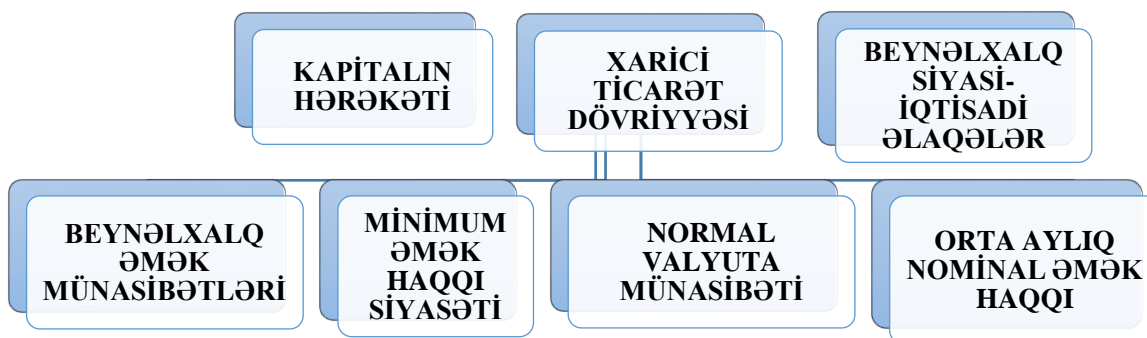 KAPİTALIN
HƏRƏKƏTİ
XARİCİ
TİCARƏT
DÖVRİYYƏSİ
BEYNƏLXALQ
SİYASİ-
İQTİSADİ
ƏLAQƏLƏR
BEYNƏLXALQ
ƏMƏK
MÜNASİBƏTLƏRİ
MİNİMUM
ƏMƏK
HAQQI
SİYASƏTİ
NORMAL
VALYUTA
MÜNASİBƏTİ
ORTA AYLIQ
NOMİNAL ƏMƏK
HAQQI